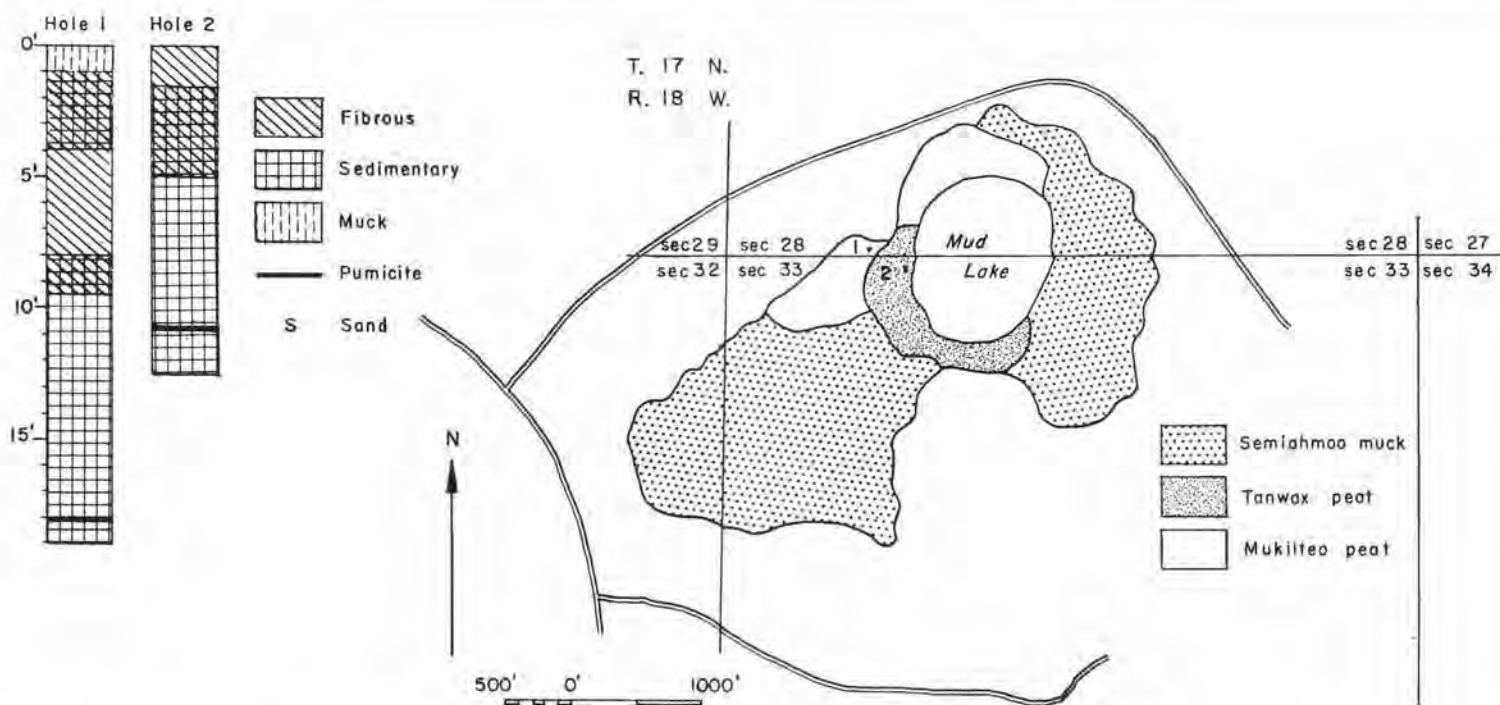 Hole 1
Hole 2
0'
5'
10'
15'
Fibrous
Sedimentary
Muck
Pumicite
S Sand
T. 17 N.
R. 18 W.
sec 29 sec 28
sec 32 sec 33
1
2
Mud
Lake
sec 28 sec 27
sec 33 sec 34
N
Semiahmoo muck
Tanwax peat
Mukilteo peat
500' 0' 1000'